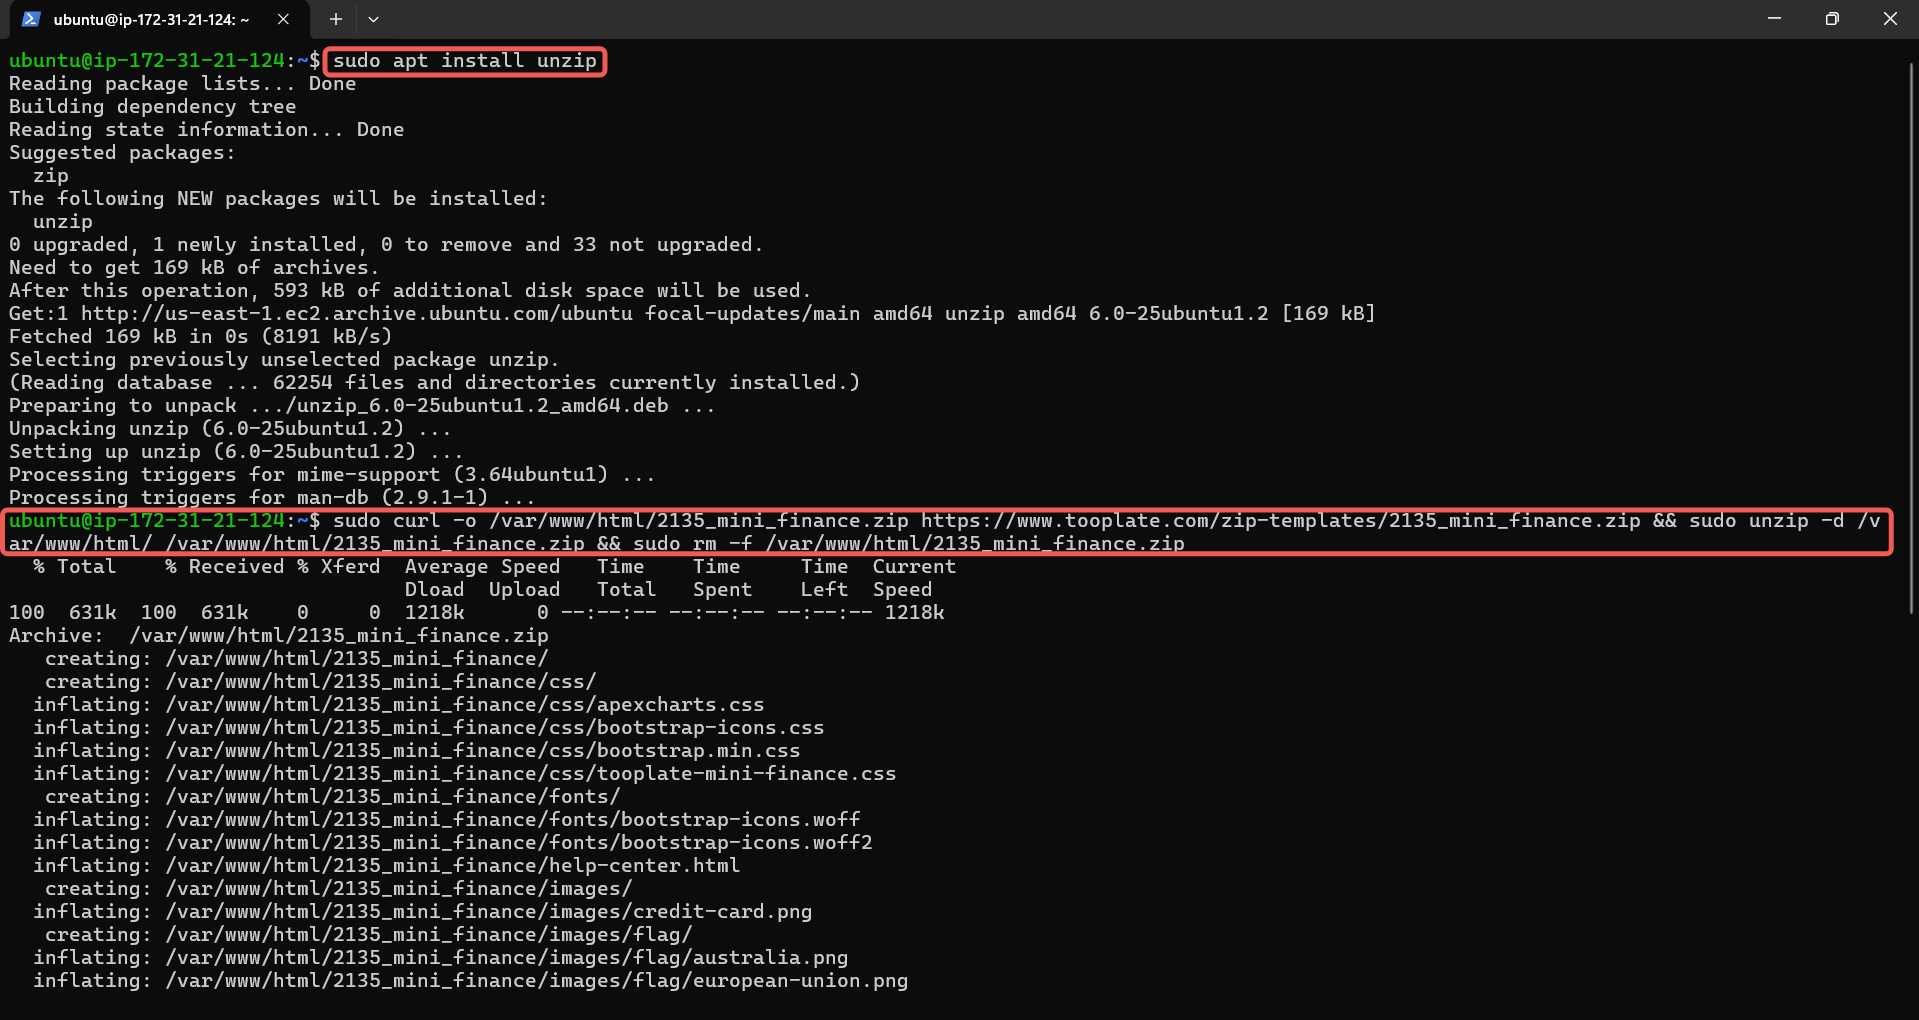 ubuntu@ip-172-31-21-124: ~
ubuntu@ip-172-31-21-124:~$ sudo apt install unzip
Reading package lists... Done
Building dependency tree
Reading state information... Done
Suggested packages:
  zip
The following NEW packages will be installed:
  unzip
0 upgraded, 1 newly installed, 0 to remove and 33 not upgraded.
Need to get 169 kB of archives.
After this operation, 593 kB of additional disk space will be used.
Get:1 http://us-east-1.ec2.archive.ubuntu.com/ubuntu focal-updates/main amd64 unzip amd64 6.0-25ubuntu1.2 [169 kB]
Fetched 169 kB in 0s (8191 kB/s)
Selecting previously unselected package unzip.
(Reading database ... 62254 files and directories currently installed.)
Preparing to unpack .../unzip_6.0-25ubuntu1.2_amd64.deb ...
Unpacking unzip (6.0-25ubuntu1.2) ...
Setting up unzip (6.0-25ubuntu1.2) ...
Processing triggers for mime-support (3.64ubuntu1) ...
Processing triggers for man-db (2.9.1-1) ...
ubuntu@ip-172-31-21-124:~$ sudo curl -o /var/www/html/2135_mini_finance.zip https://www.tooplate.com/zip-templates/2135_mini_finance.zip && sudo unzip -d /v
ar/www/html/ /var/www/html/2135_mini_finance.zip && sudo rm -f /var/www/html/2135_mini_finance.zip
  % Total    % Received % Xferd  Average Speed   Time    Time     Time  Current
                                 Dload  Upload   Total   Spent    Left  Speed
100  631k  100  631k    0     0  1218k      0 --:--:-- --:--:-- --:--:-- 1218k
Archive:  /var/www/html/2135_mini_finance.zip
   creating: /var/www/html/2135_mini_finance/
   creating: /var/www/html/2135_mini_finance/css/
  inflating: /var/www/html/2135_mini_finance/css/apexcharts.css
  inflating: /var/www/html/2135_mini_finance/css/bootstrap-icons.css
  inflating: /var/www/html/2135_mini_finance/css/bootstrap.min.css
  inflating: /var/www/html/2135_mini_finance/css/tooplate-mini-finance.css
   creating: /var/www/html/2135_mini_finance/fonts/
  inflating: /var/www/html/2135_mini_finance/fonts/bootstrap-icons.woff
  inflating: /var/www/html/2135_mini_finance/fonts/bootstrap-icons.woff2
  inflating: /var/www/html/2135_mini_finance/help-center.html
   creating: /var/www/html/2135_mini_finance/images/
  inflating: /var/www/html/2135_mini_finance/images/credit-card.png
   creating: /var/www/html/2135_mini_finance/images/flag/
  inflating: /var/www/html/2135_mini_finance/images/flag/australia.png
  inflating: /var/www/html/2135_mini_finance/images/flag/european-union.png